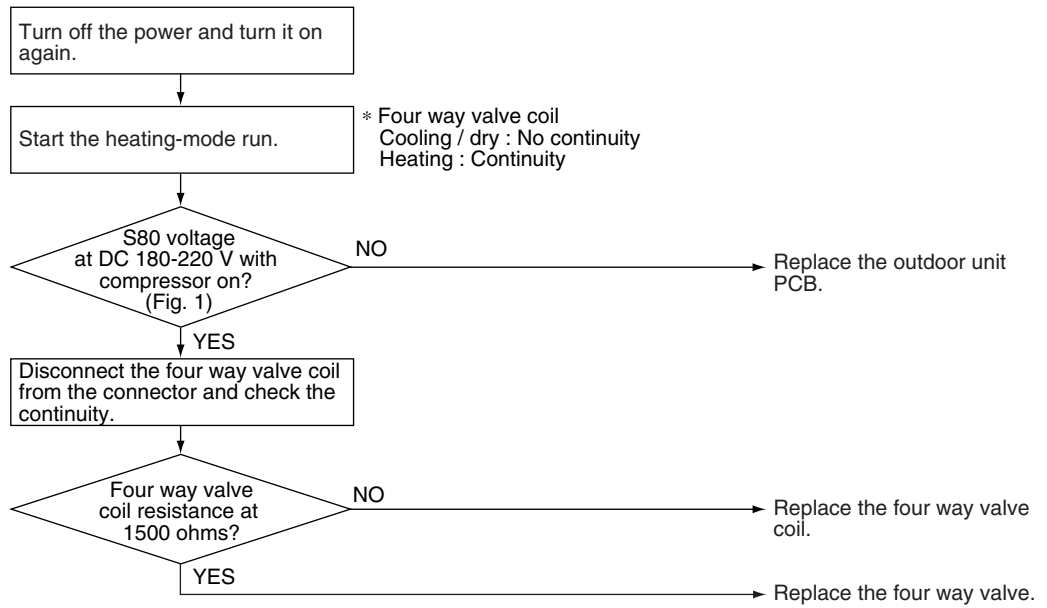 Turn off the power and turn it on
again.
Start the heating-mode run.
* Four way valve coil
Cooling / dry : No continuity
Heating : Continuity
S80 voltage
at DC 180-220 V with
compressor on?
(Fig. 1)
NO
Replace the outdoor unit
PCB.
YES
Disconnect the four way valve coil
from the connector and check the
continuity.
Four way valve
coil resistance at
1500 ohms?
NO
Replace the four way valve
coil.
YES
Replace the four way valve.